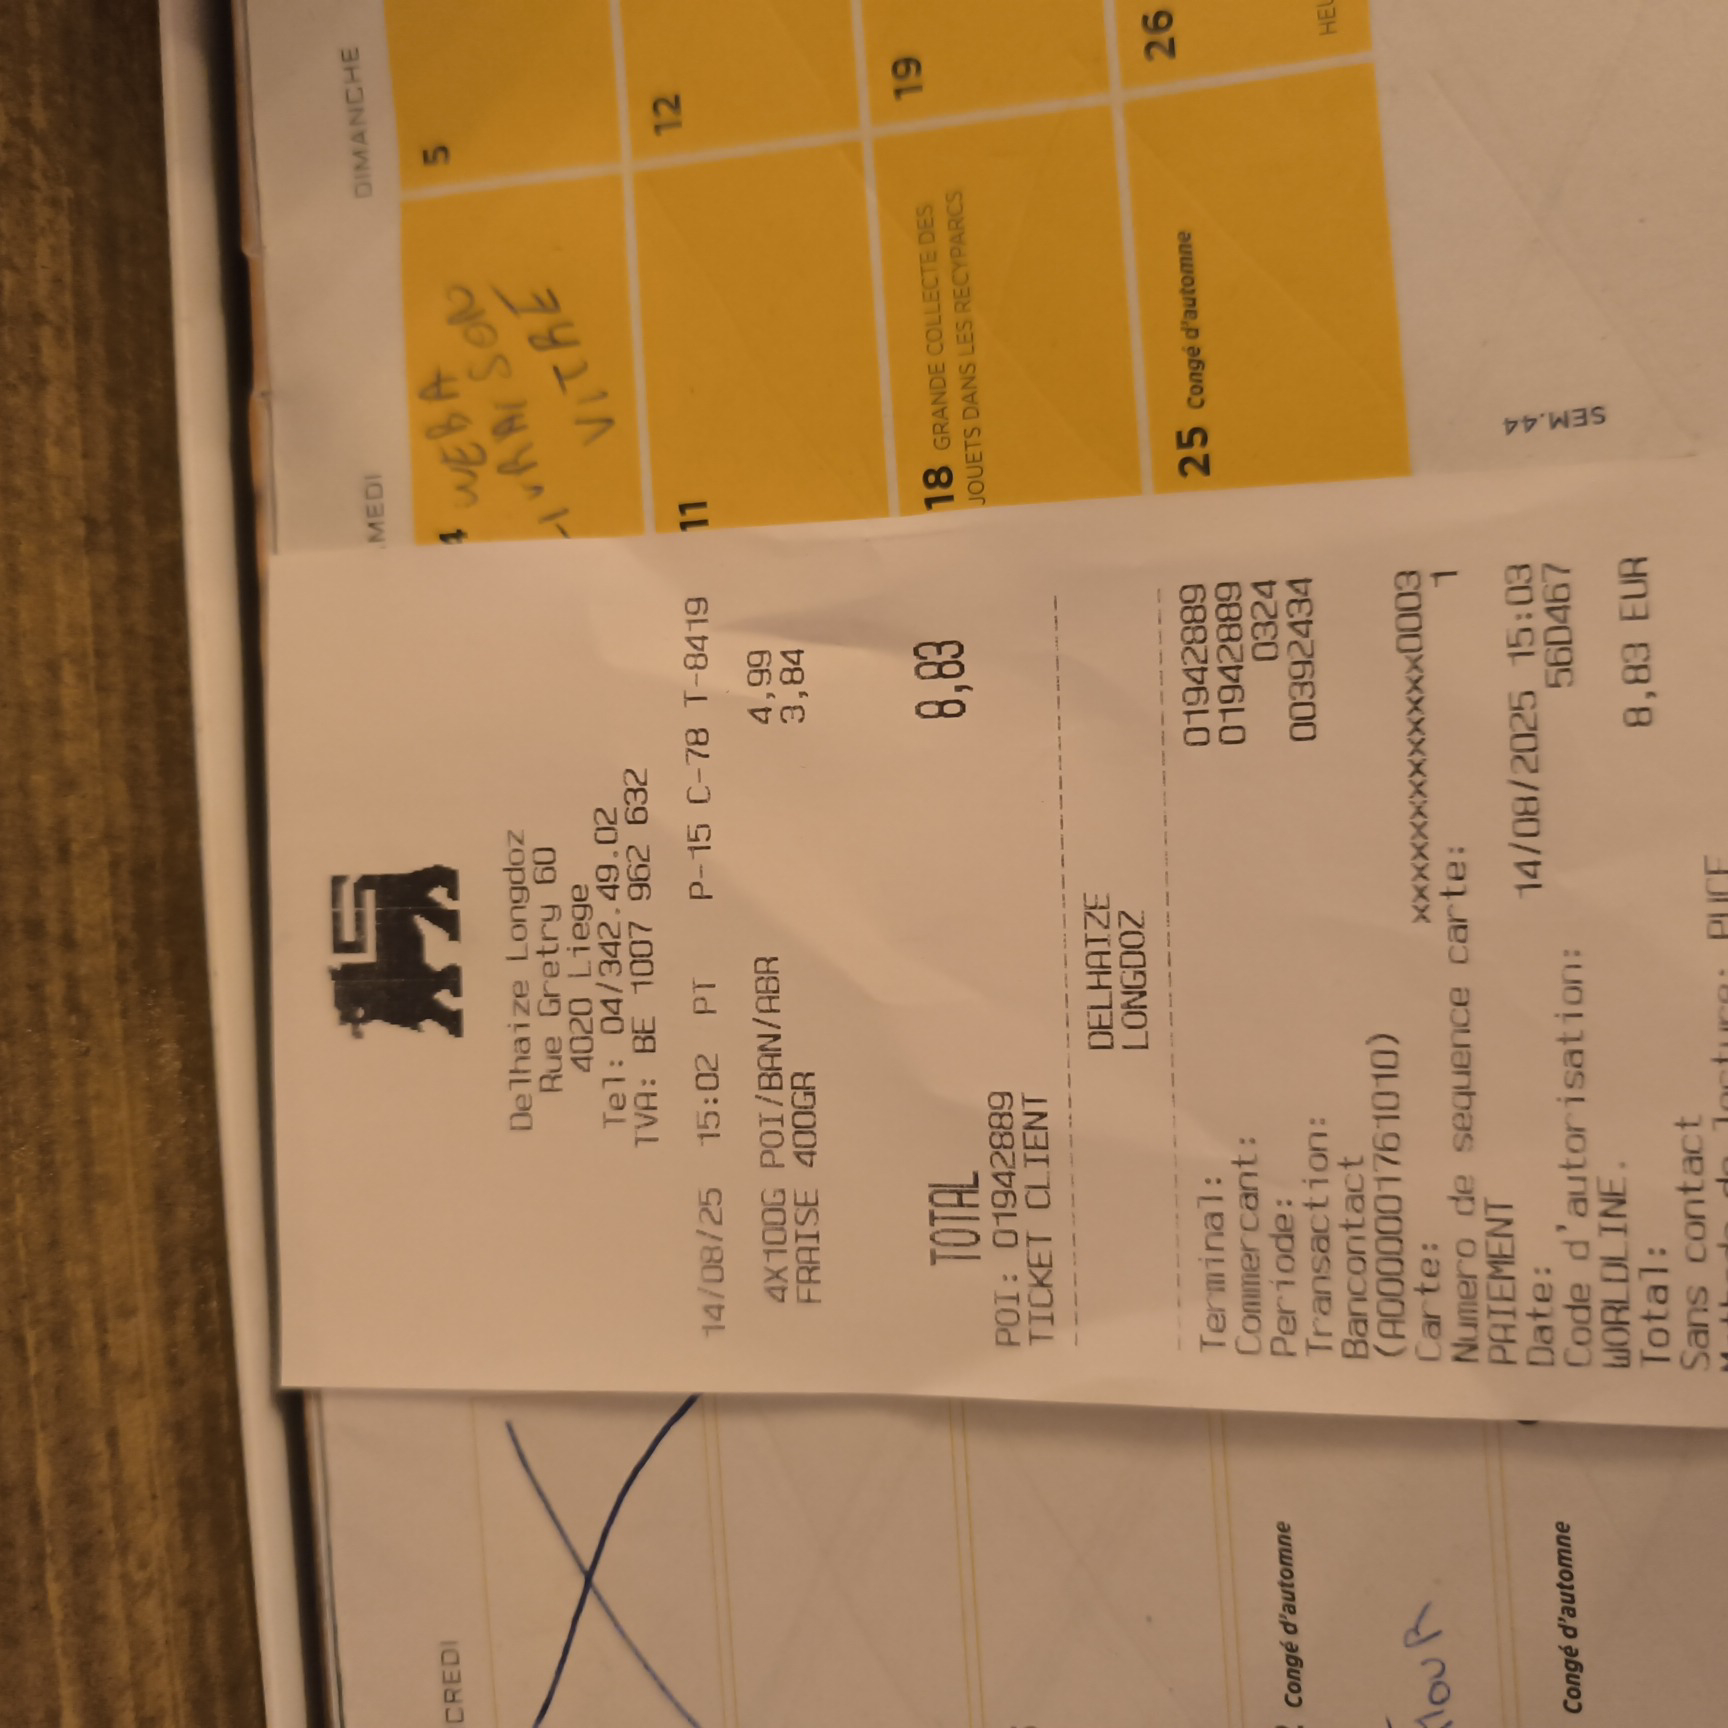 Delhaize Longdoz
Rue Gretry 60
4020 Liege
Tel: 04/342.49.02
TVA: BE 1007 962 632
14/08/25 15:02 PT P-15 C-78 T-8419
4X100G POI/BAN/ABR 4,99
FRAISE 400GR 3,84
TOTAL 8,83
POI: 01942889
TICKET CLIENT
DELHAIZE
LONGDOZ
Terminal: 01942889
Commercant: 01942889
Periode: 0324
Transaction: 00392434
Bancontact
(A0000001761010)
Carte: xxxxxxxxxxxxxxx0003
Numero de sequence carte: 1
PAIEMENT
Date: 14/08/2025 15:03
Code d'autorisation: 56D467
WORLDLINE.
Total: 8,83 EUR
Sans contact
DIMANCHE
5
12
19
26
4 WEBA
VRAISON
VITRE
11
18 GRANDE COLLECTE DES
JOUETS DANS LES RECYPARCS
25 Congé d'automne
SEM.44
Congé d'automne
Congé d'automne